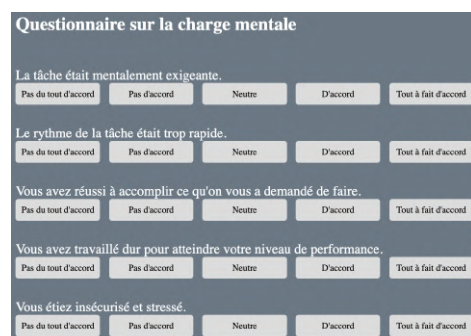 Questionnaire sur la charge mentale
La tâche était mentalement exigeante.
Pas du tout d'accord Pas d'accord Neutre D'accord Tout à fait d'accord
Le rythme de la tâche était trop rapide.
Pas du tout d'accord Pas d'accord Neutre D'accord Tout à fait d'accord
Vous avez réussi à accomplir ce qu'on vous a demandé de faire.
Pas du tout d'accord Pas d'accord Neutre D'accord Tout à fait d'accord
Vous avez travaillé dur pour atteindre votre niveau de performance.
Pas du tout d'accord Pas d'accord Neutre D'accord Tout à fait d'accord
Vous étiez insécurisé et stressé.
Pas du tout d'accord Pas d'accord Neutre D'accord Tout à fait d'accord